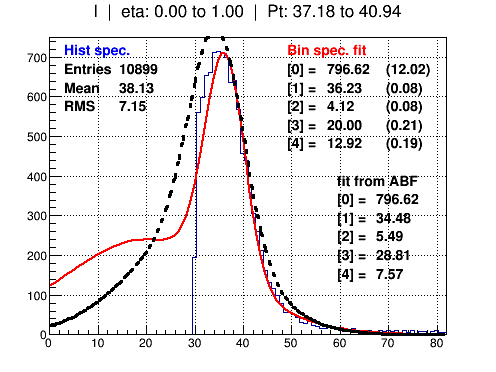 I | eta: 0.00 to 1.00 | Pt: 37.18 to 40.94
Hist spec.
Entries 10899
Mean 38.13
RMS 7.15
Bin spec. fit
[0] = 796.62 (12.02)
[1] = 36.23 (0.08)
[2] = 4.12 (0.08)
[3] = 20.00 (0.21)
[4] = 12.92 (0.19)
fit from ABF
[0] = 796.62
[1] = 34.48
[2] = 5.49
[3] = 28.81
[4] = 7.57
700
600
500
400
300
200
100
0
0 10 20 30 40 50 60 70 80